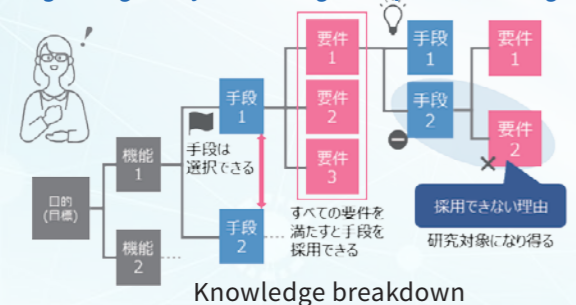 目的
(目標)
機能
1
機能
2
手段
1
手段は
選択できる
手段
2
要件
1
要件
2
要件
3
すべての要件を
満たすと手段を
採用できる
手段
1
手段
2
要件
1
要件
2
採用できない理由
研究対象になり得る
Knowledge breakdown